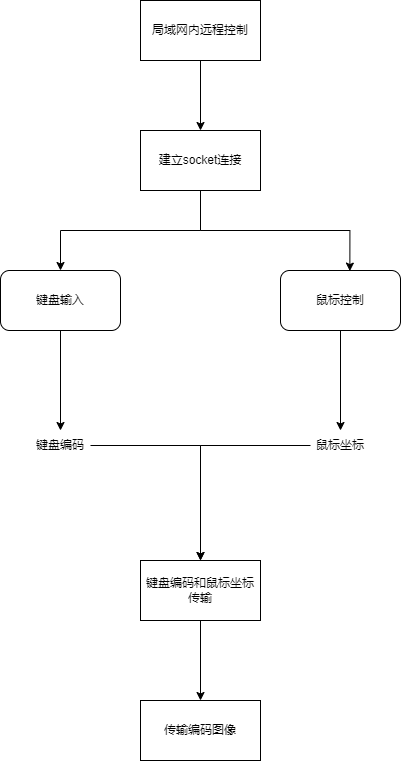 局域网内远程控制
建立socket连接
键盘输入
鼠标控制
键盘编码
鼠标坐标
键盘编码和鼠标坐标
传输
传输编码图像